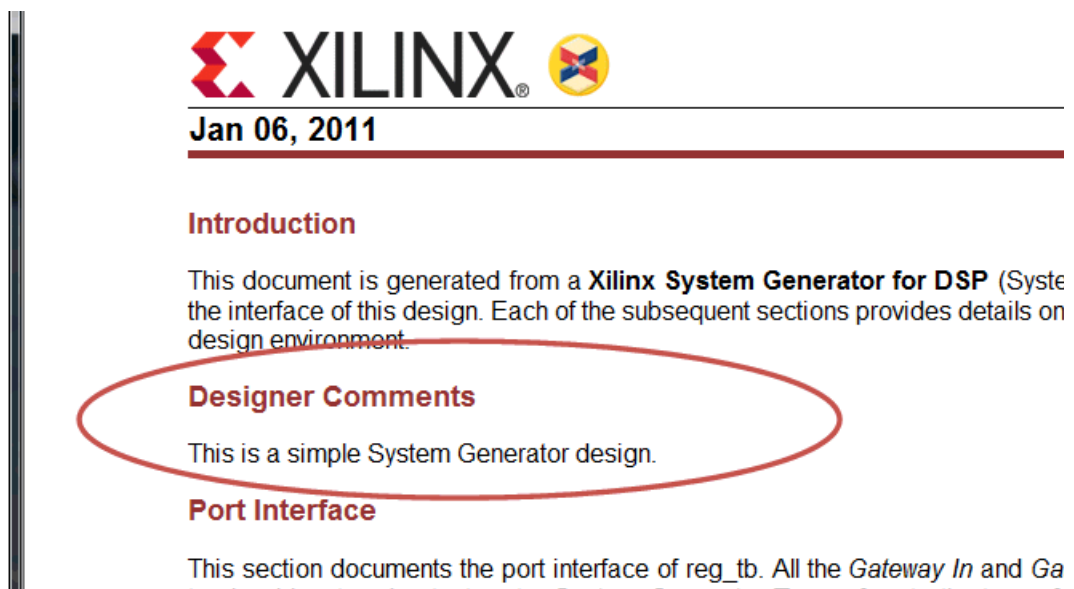 XILINX®
Jan 06, 2011
Introduction
This document is generated from a Xilinx System Generator for DSP (Syste
the interface of this design. Each of the subsequent sections provides details on
design environment.
Designer Comments
This is a simple System Generator design.
Port Interface
This section documents the port interface of reg_tb. All the Gateway In and Ga